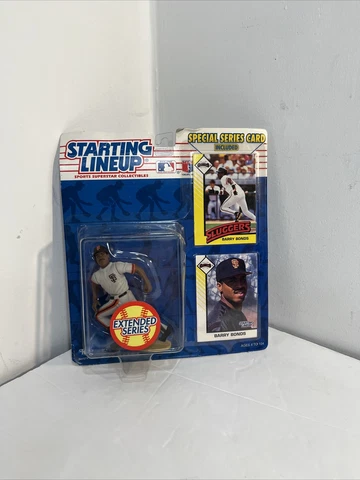 STARTING
LINEUP
SPORTS SUPERSTAR COLLECTIBLES
SPECIAL SERIES CARD
INCLUDED
SLUGGERS
BARRY BONDS
EXTENDED
SERIES
BARRY BONDS